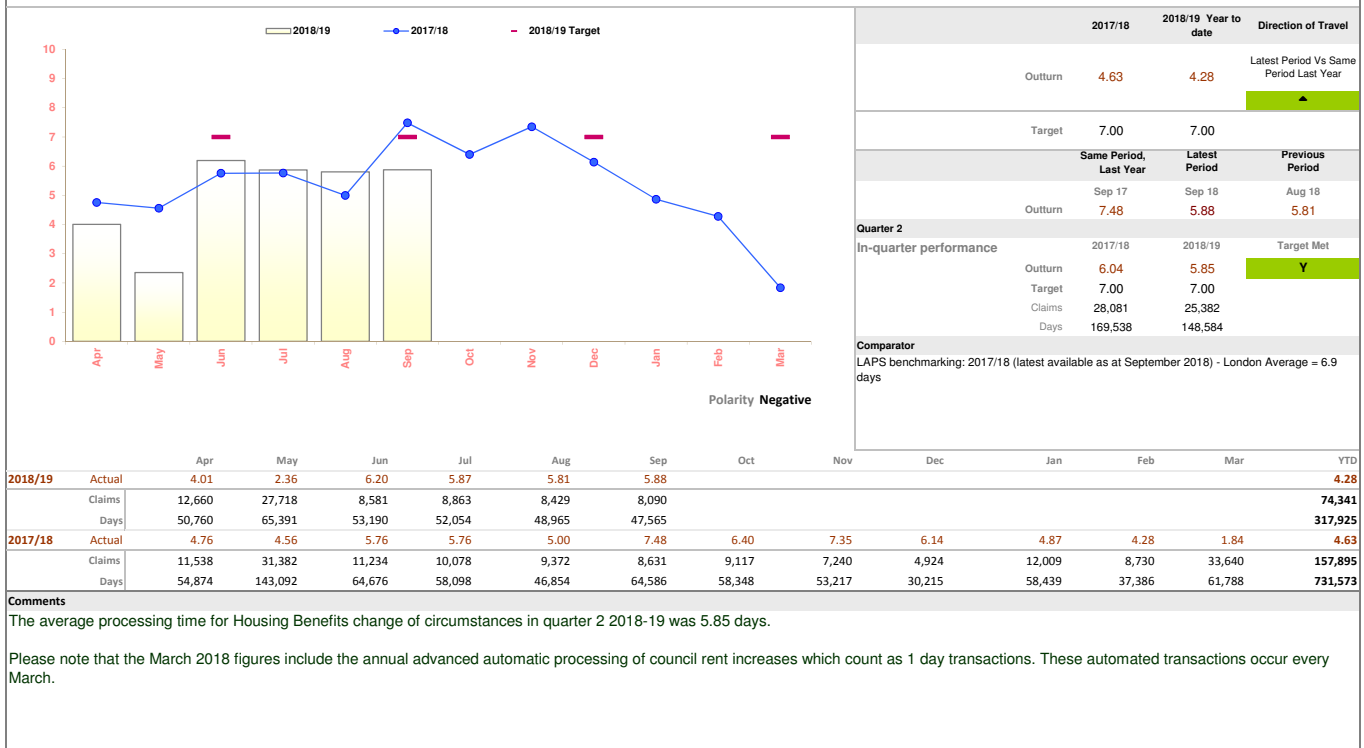 2018/19 2017/18 2018/19 Target
10
9
8
7
6
5
4
3
2
1
0
Apr May Jun Jul Aug Sep Oct Nov Dec Jan Feb Mar
Polarity Negative
2017/18 2018/19 Year to date Direction of Travel
Outturn 4.63 4.28 Latest Period Vs Same Period Last Year
Target 7.00 7.00
Same Period, Last Year Latest Period Previous Period
Sep 17 Sep 18 Aug 18
Outturn 7.48 5.88 5.81
Quarter 2
In-quarter performance 2017/18 2018/19 Target Met
Outturn 6.04 5.85 Y
Target 7.00 7.00
Claims 28,081 25,382
Days 169,538 148,584
Comparator
LAPS benchmarking: 2017/18 (latest available as at September 2018) - London Average = 6.9
days
Apr May Jun Jul Aug Sep Oct Nov Dec Jan Feb Mar YTD
2018/19 Actual 4.01 2.36 6.20 5.87 5.81 5.88 4.28
Claims 12,660 27,718 8,581 8,863 8,429 8,090 74,341
Days 50,760 65,391 53,190 52,054 48,965 47,565 317,925
2017/18 Actual 4.76 4.56 5.76 5.76 5.00 7.48 6.40 7.35 6.14 4.87 4.28 1.84 4.63
Claims 11,538 31,382 11,234 10,078 9,372 8,631 9,117 7,240 4,924 12,009 8,730 33,640 157,895
Days 54,874 143,092 64,676 58,098 46,854 64,586 58,348 53,217 30,215 58,439 37,386 61,788 731,573
Comments
The average processing time for Housing Benefits change of circumstances in quarter 2 2018-19 was 5.85 days.
Please note that the March 2018 figures include the annual advanced automatic processing of council rent increases which count as 1 day transactions. These automated transactions occur every
March.